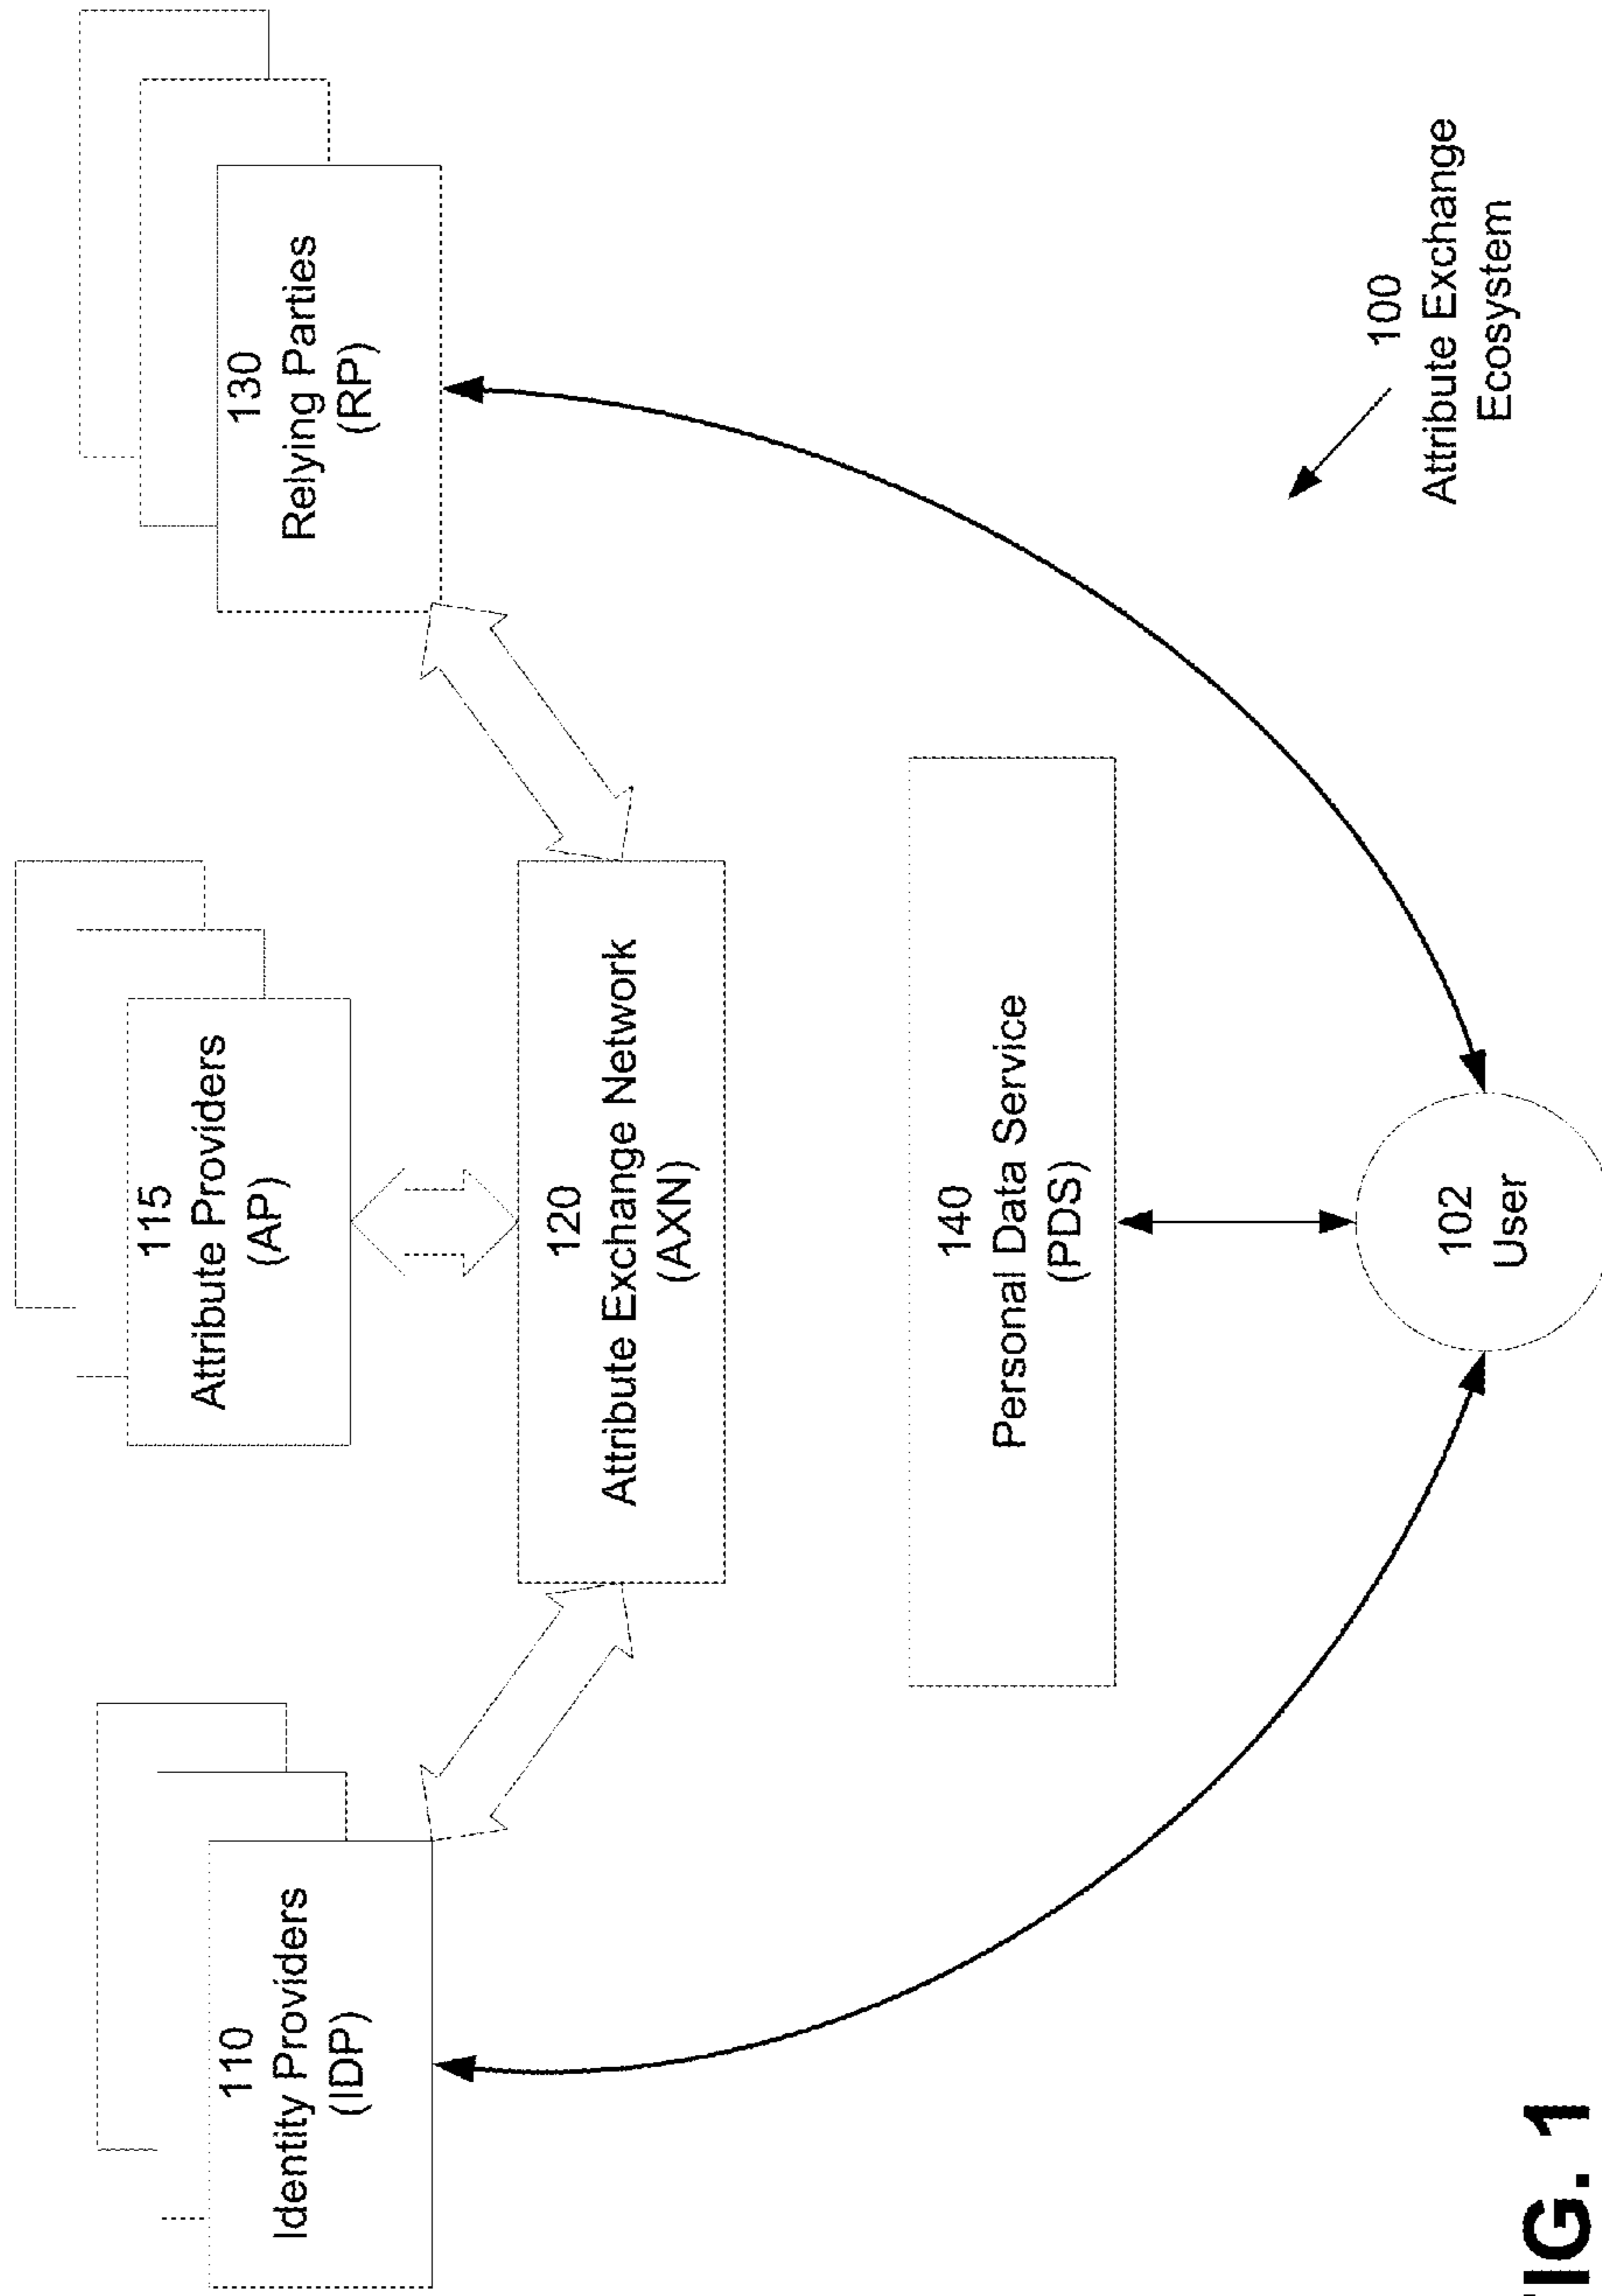 110
Identity Providers
(IDP)
115
Attribute Providers
(AP)
130
Relying Parties
(RP)
120
Attribute Exchange Network
(AXN)
140
Personal Data Service
(PDS)
102
User
100
Attribute Exchange
Ecosystem
IG. 1